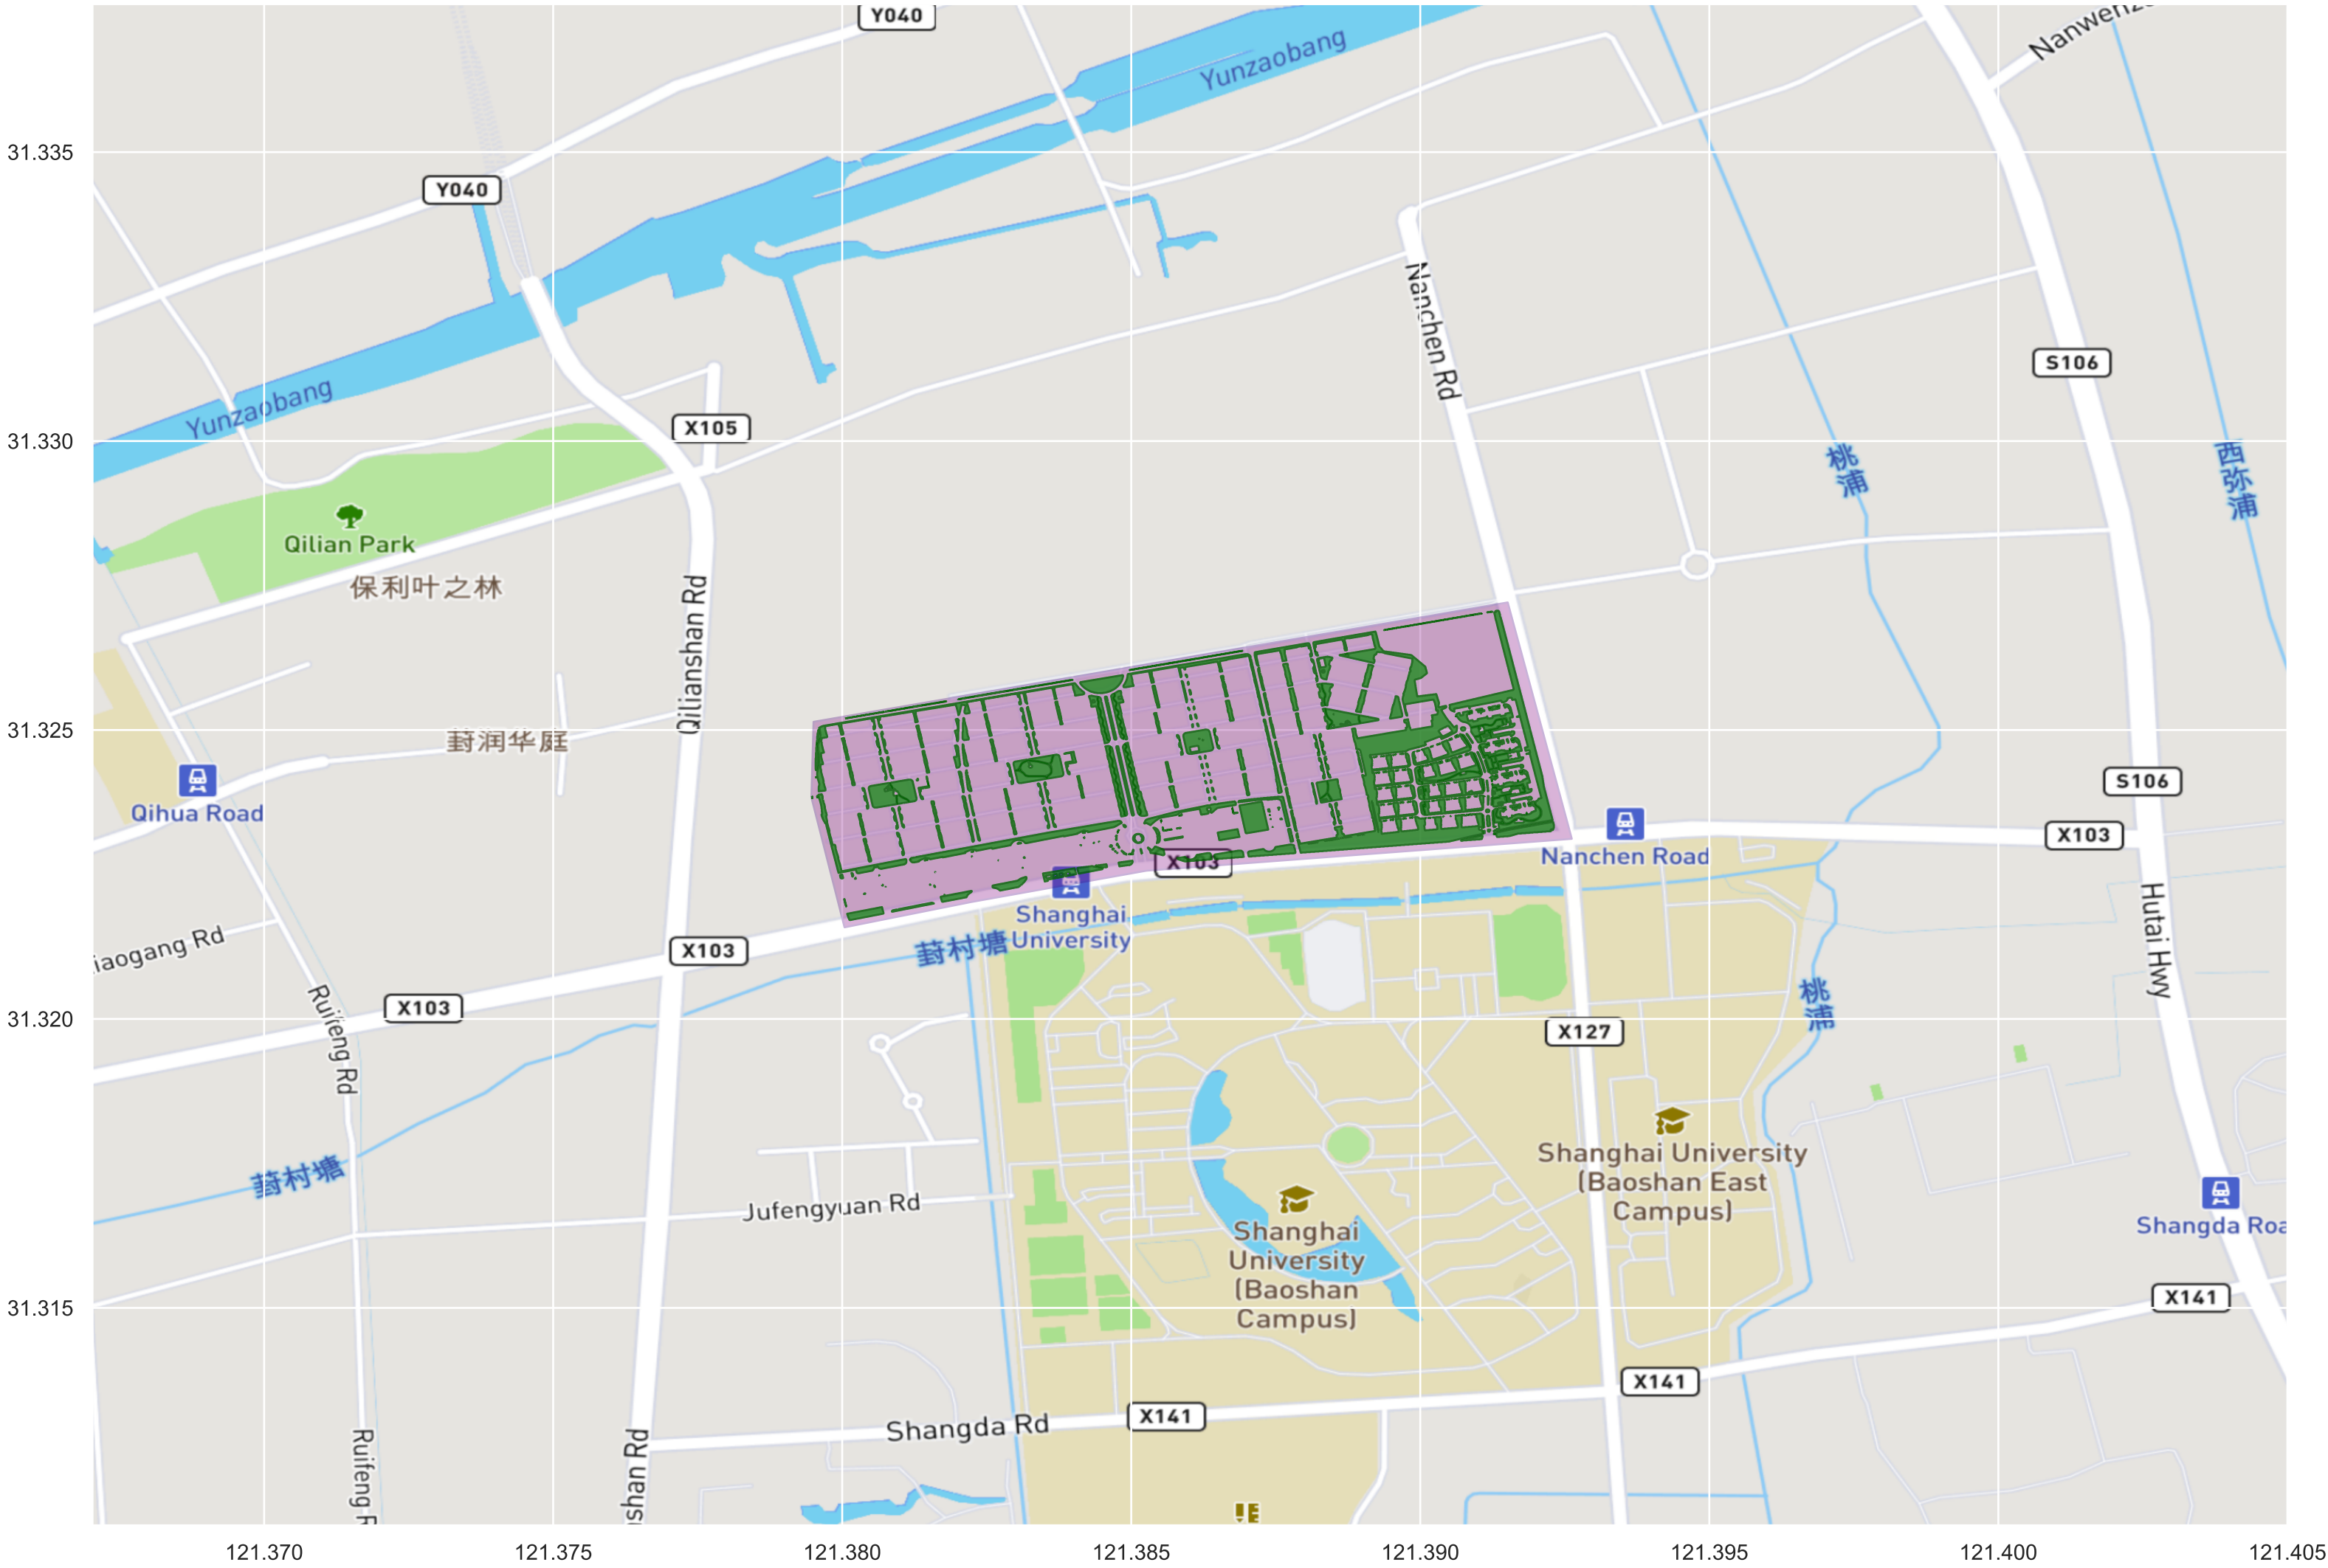 Y040
Nanwenz
Yunzaobang
31.335
Y040
Nanchen Rd
S106
Yunzaobang
X105
31.330
桃浦
西弥浦
Qilian Park
保利叶之林
Qilianshan Rd
31.325
葑润华庭
Qihua Road
S106
X103
Nanchen Road
X103
Shanghai
University
葑村塘
iaogang Rd
X103
Hutai Hwy
X103
Ruifeng Rd
桃浦
31.320
X127
葑村塘
Shanghai University
(Baoshan East
Campus)
Jufengyuan Rd
Shanghai
University
(Baoshan
Campus)
Shangda Roa
31.315
X141
X141
X141
Shangda Rd
Ruifeng R
shan Rd
121.370
121.375
121.380
121.385
121.390
121.395
121.400
121.405